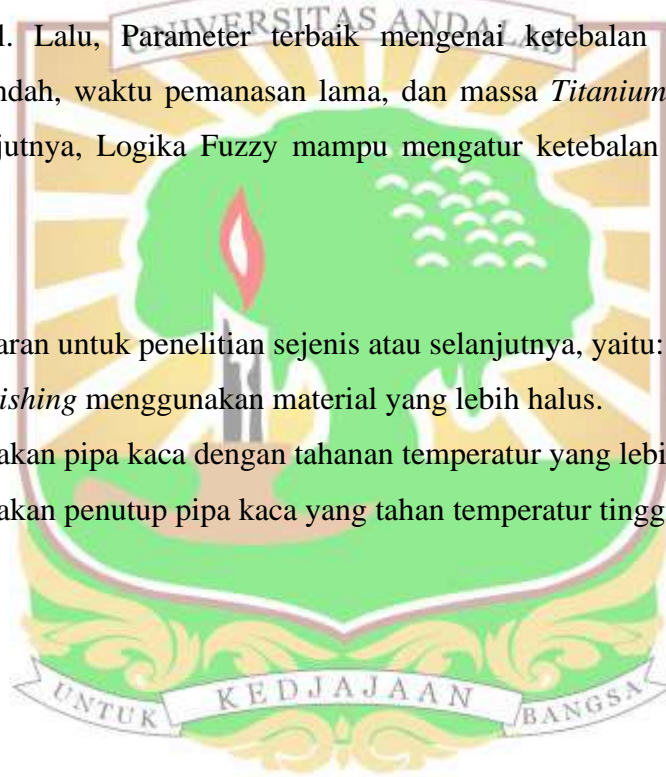 UNIVERSITAS ANDALAS
l. Lalu, Parameter terbaik mengenai ketebalan
ndah, waktu pemanasan lama, dan massa Titanium
jutnya, Logika Fuzzy mampu mengatur ketebalan
aran untuk penelitian sejenis atau selanjutnya, yaitu:
ishing menggunakan material yang lebih halus.
akan pipa kaca dengan tahanan temperatur yang lebi
akan penutup pipa kaca yang tahan temperatur tingg
UNTUK KEDJAJAAN BANGSA